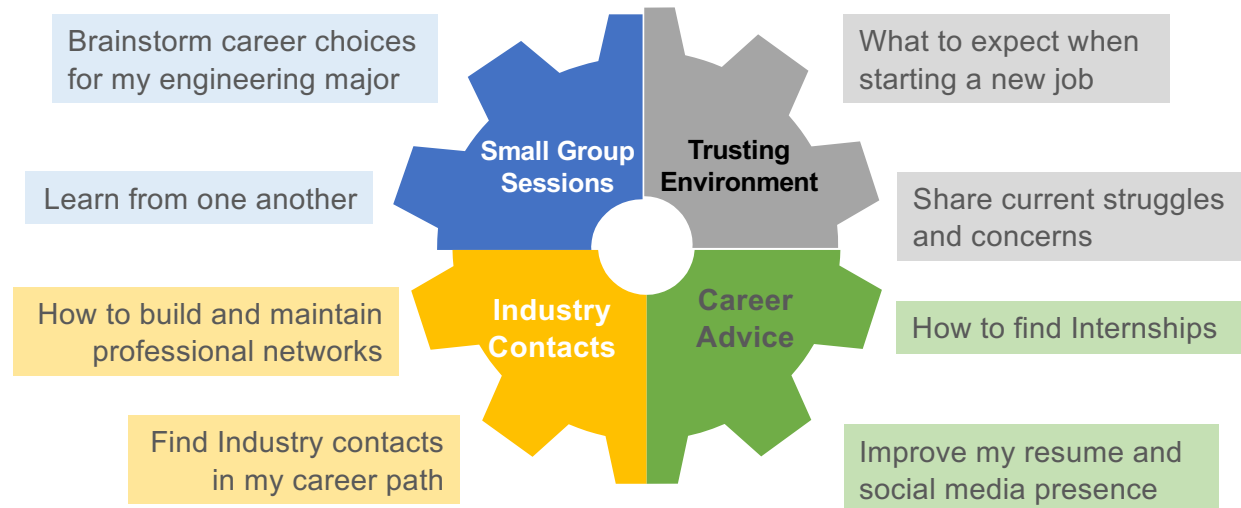 Brainstorm career choices
for my engineering major
Learn from one another
Small Group
Sessions
Trusting
Environment
What to expect when
starting a new job
Share current struggles
and concerns
How to build and maintain
professional networks
Find Industry contacts
in my career path
Industry
Contacts
Career
Advice
How to find Internships
Improve my resume and
social media presence